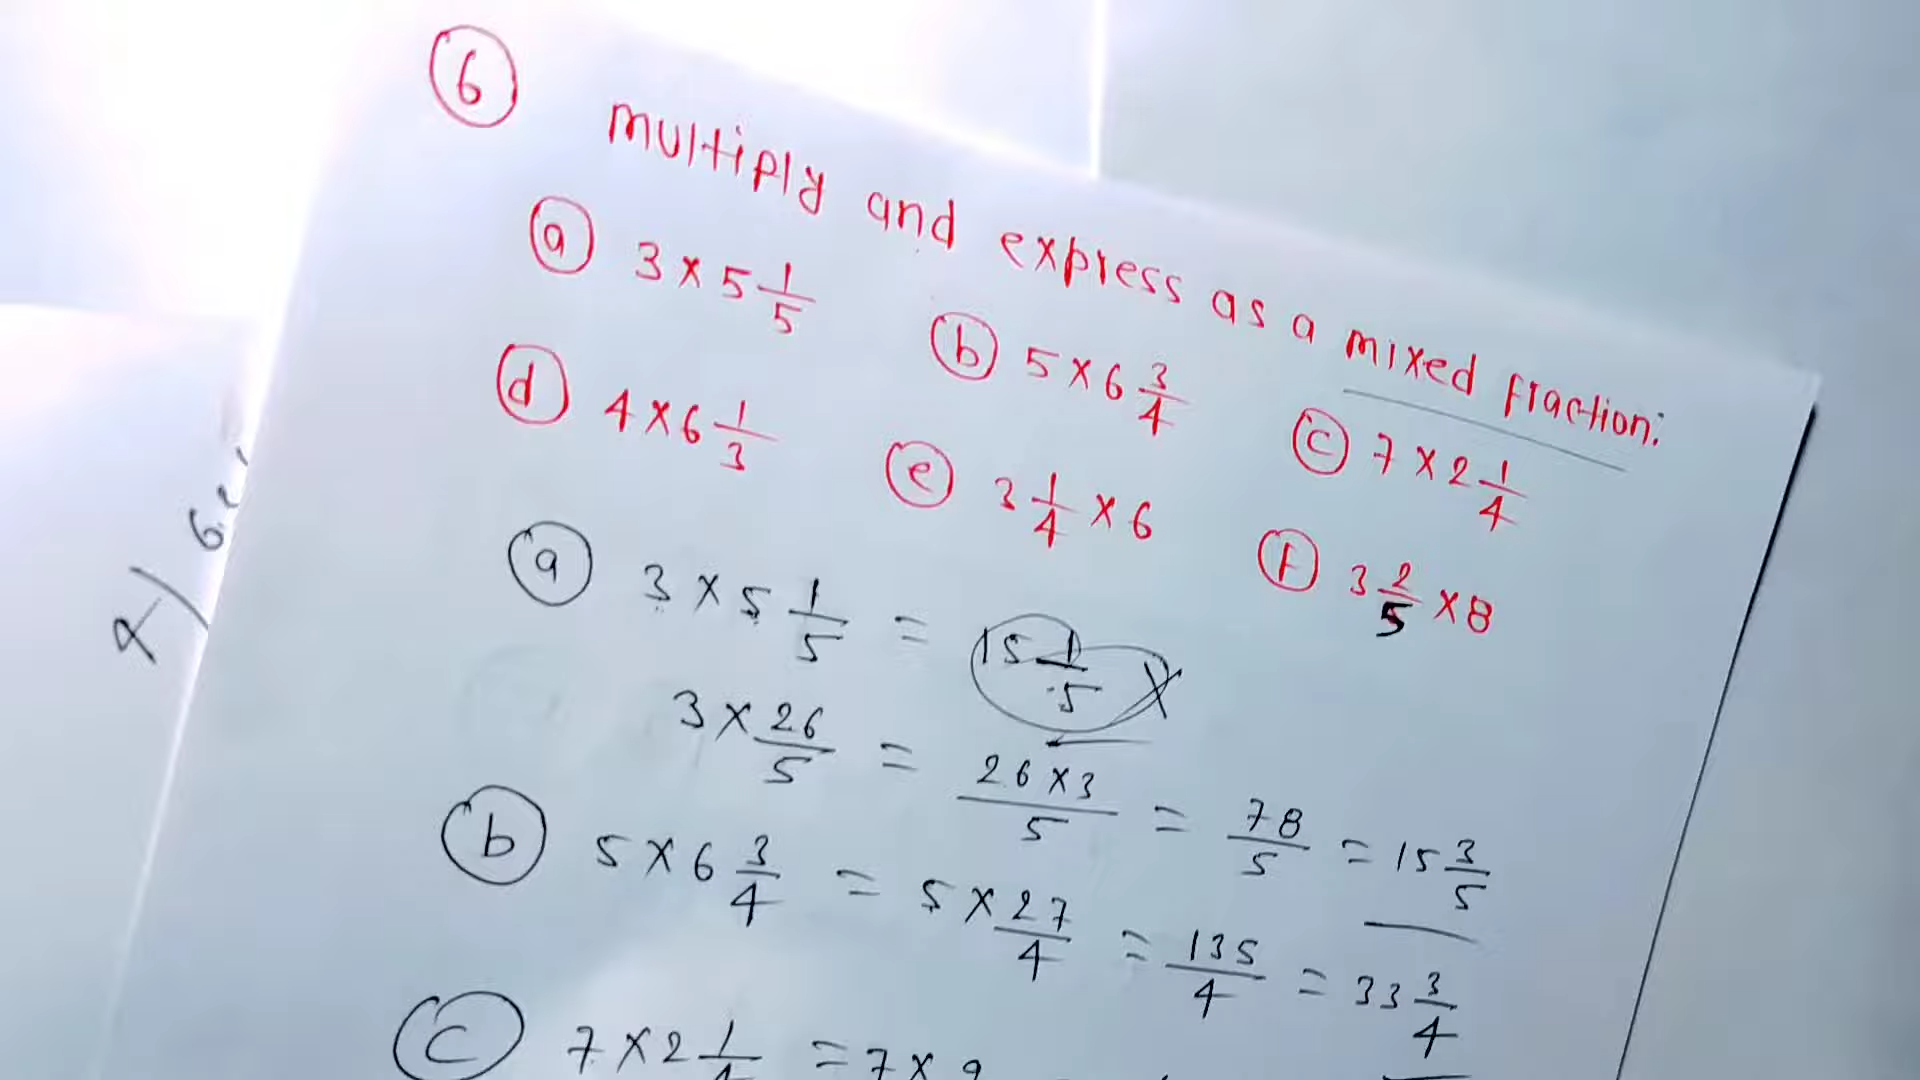 6 multiply and express as a mixed fraction:
a 3 × 5 1/5 b 5 × 6 3/4 c 7 × 2 1/4
d 4 × 6 1/3 e 3 1/4 × 6 f 3 2/5 × 8
a 3 × 5 1/5 = 15 1/5 X
3 × 26/5 = 26 × 3/5 = 78/5 = 15 3/5
b 5 × 6 3/4 = 5 × 27/4 = 135/4 = 33 3/4
c 7 × 2 1/4 = 7 × 9